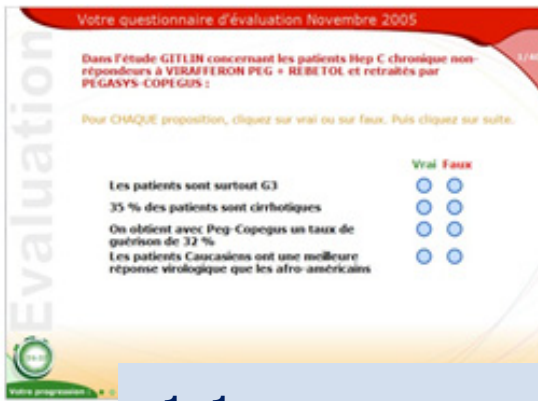 Votre questionnaire d'évaluation Novembre 2005
Dans l'étude GITLIN concernant les patients Hep C chronique non-
répondeurs à VIRAFFERON PEG + REBETOL et retraités par
PEGASYS-COPEGUS :
Pour CHAQUE proposition, cliquez sur vrai ou sur faux. Puis cliquez sur suite.
Vrai Faux
Les patients sont surtout G3
35 % des patients sont cirrhotiques
On obtient avec Peg-Copegus un taux de
guérison de 32 %
Les patients Caucasiens ont une meilleure
réponse virologique que les afro-américains
Evaluation
Votre progression :